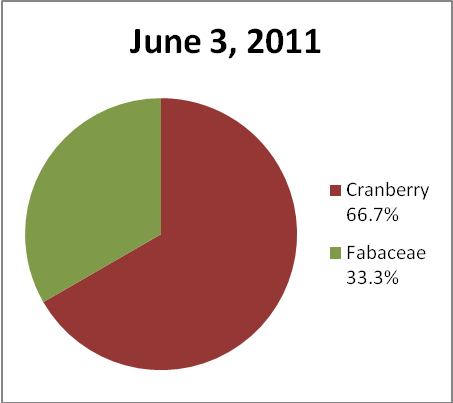 June 3, 2011
Cranberry
66.7%
Fabaceae
33.3%